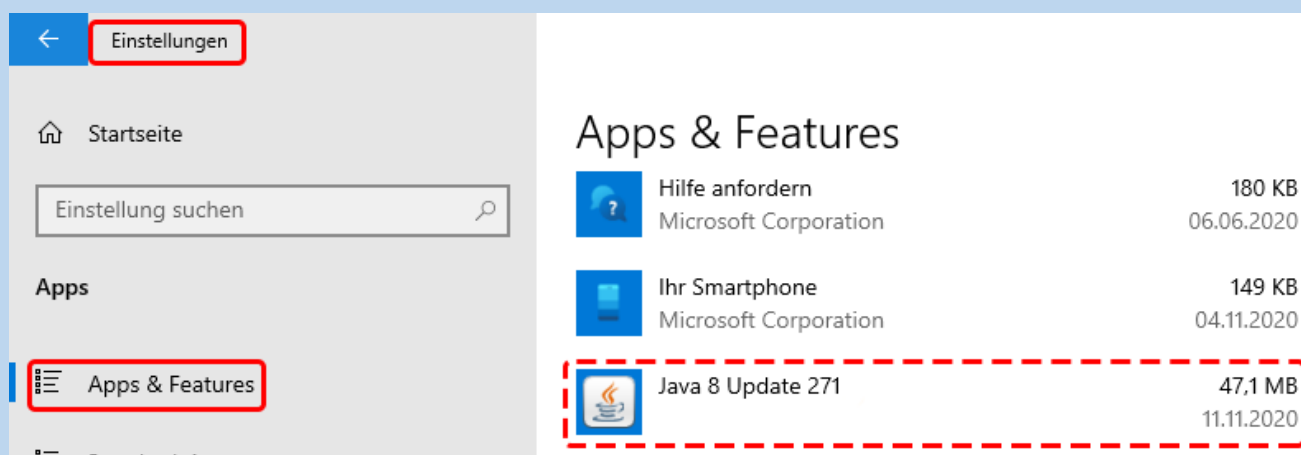 Einstellungen
Startseite
Einstellung suchen
Apps
Apps & Features
Apps & Features
Hilfe anfordern 180 KB
Microsoft Corporation 06.06.2020
Ihr Smartphone 149 KB
Microsoft Corporation 04.11.2020
Java 8 Update 271 47,1 MB
11.11.2020